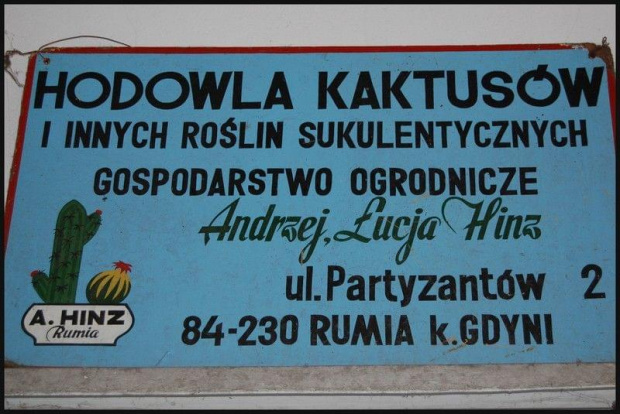 HODOWLA KAKTUSÓW
I INNYCH ROŚLIN SUKULENTYCZNYCH
GOSPODARSTWO OGRODNICZE
Andrzej, Łucja Hinz
ul. Partyzantów 2
84-230 RUMIA k. GDYNI
A. HINZ
Rumia